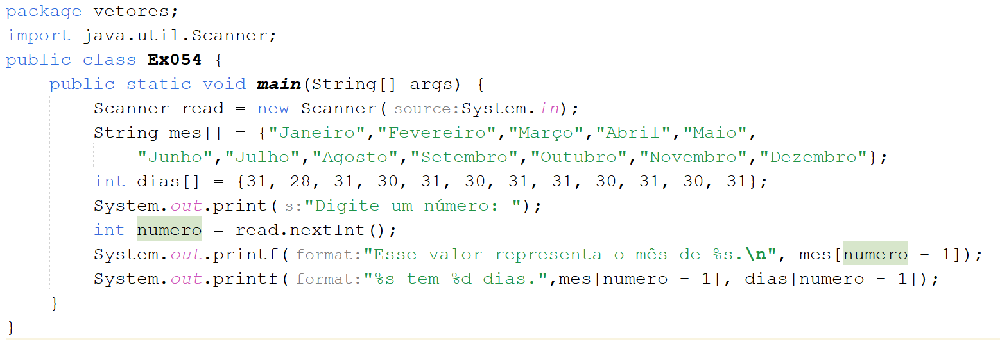 package vetores;
import java.util.Scanner;
public class Ex054 {
    public static void main(String[] args) {
        Scanner read = new Scanner( source:System.in);
        String mes[] = {"Janeiro","Fevereiro","Março","Abril","Maio",
            "Junho","Julho","Agosto","Setembro","Outubro","Novembro","Dezembro"};
        int dias[] = {31, 28, 31, 30, 31, 30, 31, 31, 30, 31, 30, 31};
        System.out.print( s:"Digite um número: ");
        int numero = read.nextInt();
        System.out.printf( format:"Esse valor representa o mês de %s.\n", mes[numero - 1]);
        System.out.printf( format:"%s tem %d dias.",mes[numero - 1], dias[numero - 1]);
    }
}